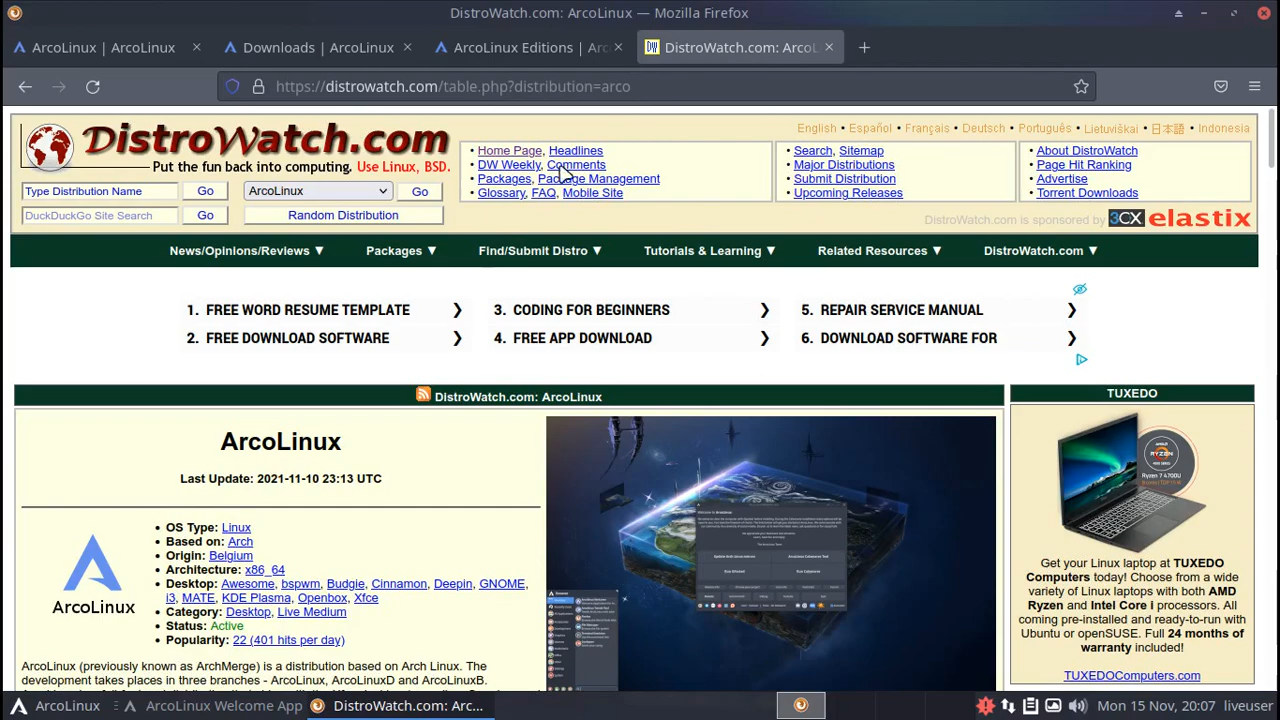 DistroWatch.com: ArcoLinux — Mozilla Firefox
ArcoLinux | ArcoLinux
Downloads | ArcoLinux
ArcoLinux Editions | Arc
DistroWatch.com: ArcoL
https://distrowatch.com/table.php?distribution=arco
DistroWatch.com
Put the fun back into computing. Use Linux, BSD.
English • Español • Français • Deutsch • Português • Lietuviškai • 日本語 • Indonesia
• Home Page, Headlines
• DW Weekly, Comments
• Packages, Package Management
• Glossary, FAQ, Mobile Site
• Search, Sitemap
• Major Distributions
• Submit Distribution
• Upcoming Releases
• About DistroWatch
• Page Hit Ranking
• Advertise
• Torrent Downloads
Type Distribution Name Go ArcoLinux Go
DuckDuckGo Site Search Go Random Distribution
DistroWatch.com is sponsored by 3CX elastix
News/Opinions/Reviews ▼ Packages ▼ Find/Submit Distro ▼ Tutorials & Learning ▼ Related Resources ▼ DistroWatch.com ▼
1. FREE WORD RESUME TEMPLATE ❯
2. FREE DOWNLOAD SOFTWARE ❯
3. CODING FOR BEGINNERS ❯
4. FREE APP DOWNLOAD ❯
5. REPAIR SERVICE MANUAL ❯
6. DOWNLOAD SOFTWARE FOR ❯
DistroWatch.com: ArcoLinux
ArcoLinux
Last Update: 2021-11-10 23:13 UTC
ArcoLinux
• OS Type: Linux
• Based on: Arch
• Origin: Belgium
• Architecture: x86_64
• Desktop: Awesome, bspwm, Budgie, Cinnamon, Deepin, GNOME,
i3, MATE, KDE Plasma, Openbox, Xfce
• Category: Desktop, Live Medium
• Status: Active
• Popularity: 22 (401 hits per day)
ArcoLinux (previously known as ArchMerge) is a distribution based on Arch Linux. The
development takes places in three branches - ArcoLinux, ArcoLinuxD and ArcoLinuxB.
TUXEDO
RYZEN
Ryzen 7 4700U
Get your Linux laptop at TUXEDO
Computers today! Choose from a wide
variety of Linux laptops with both AMD
Ryzen and Intel Core i processors. All
coming pre-installed and ready-to-run with
Ubuntu or openSUSE. Full 24 months of
warranty included!
TUXEDOComputers.com
ArcoLinux
ArcoLinux Welcome App
DistroWatch.com: Arc...
Mon 15 Nov, 20:07 liveuser